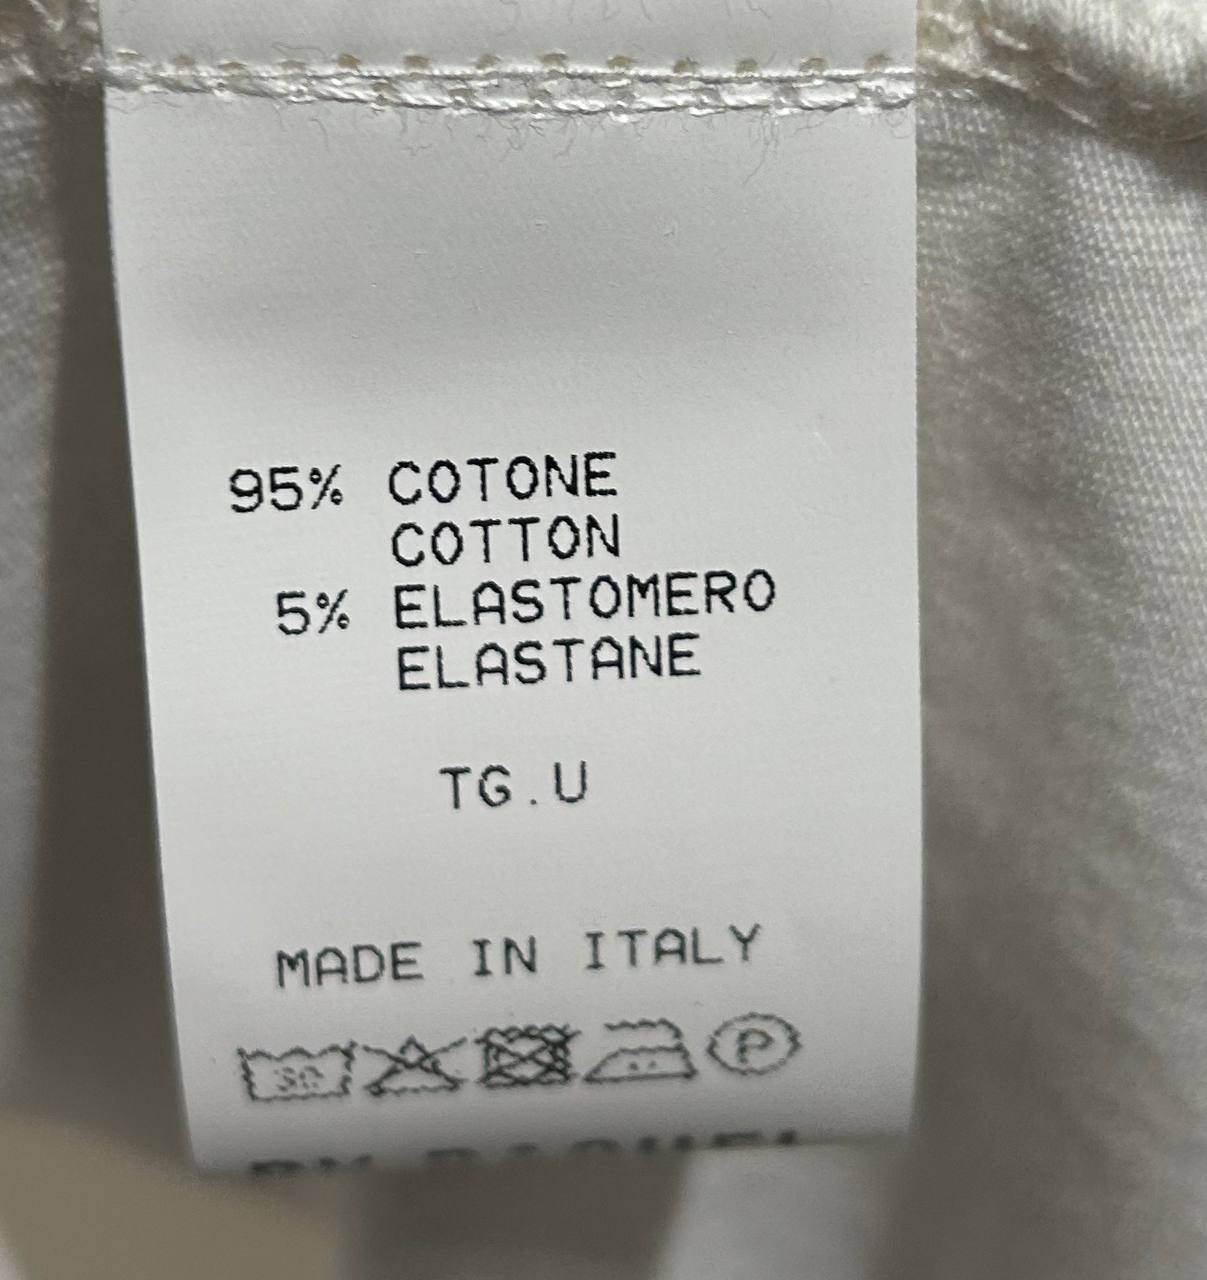 95% COTONE
COTTON
5% ELASTOMERO
ELASTANE
TG.U
MADE IN ITALY
30
P